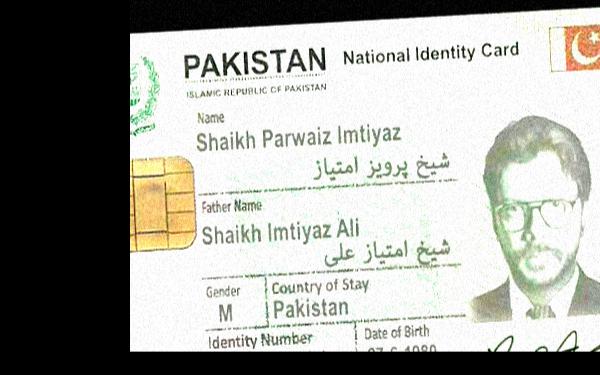 PAKISTAN National Identity Card
ISLAMIC REPUBLIC OF PAKISTAN
Name
Shaikh Parwaiz Imtiyaz
شیخ پرویز امتیاز
Father Name
Shaikh Imtiyaz Ali
شیخ امتیاز علی
Gender Country of Stay
M Pakistan
Identity Number Date of Birth